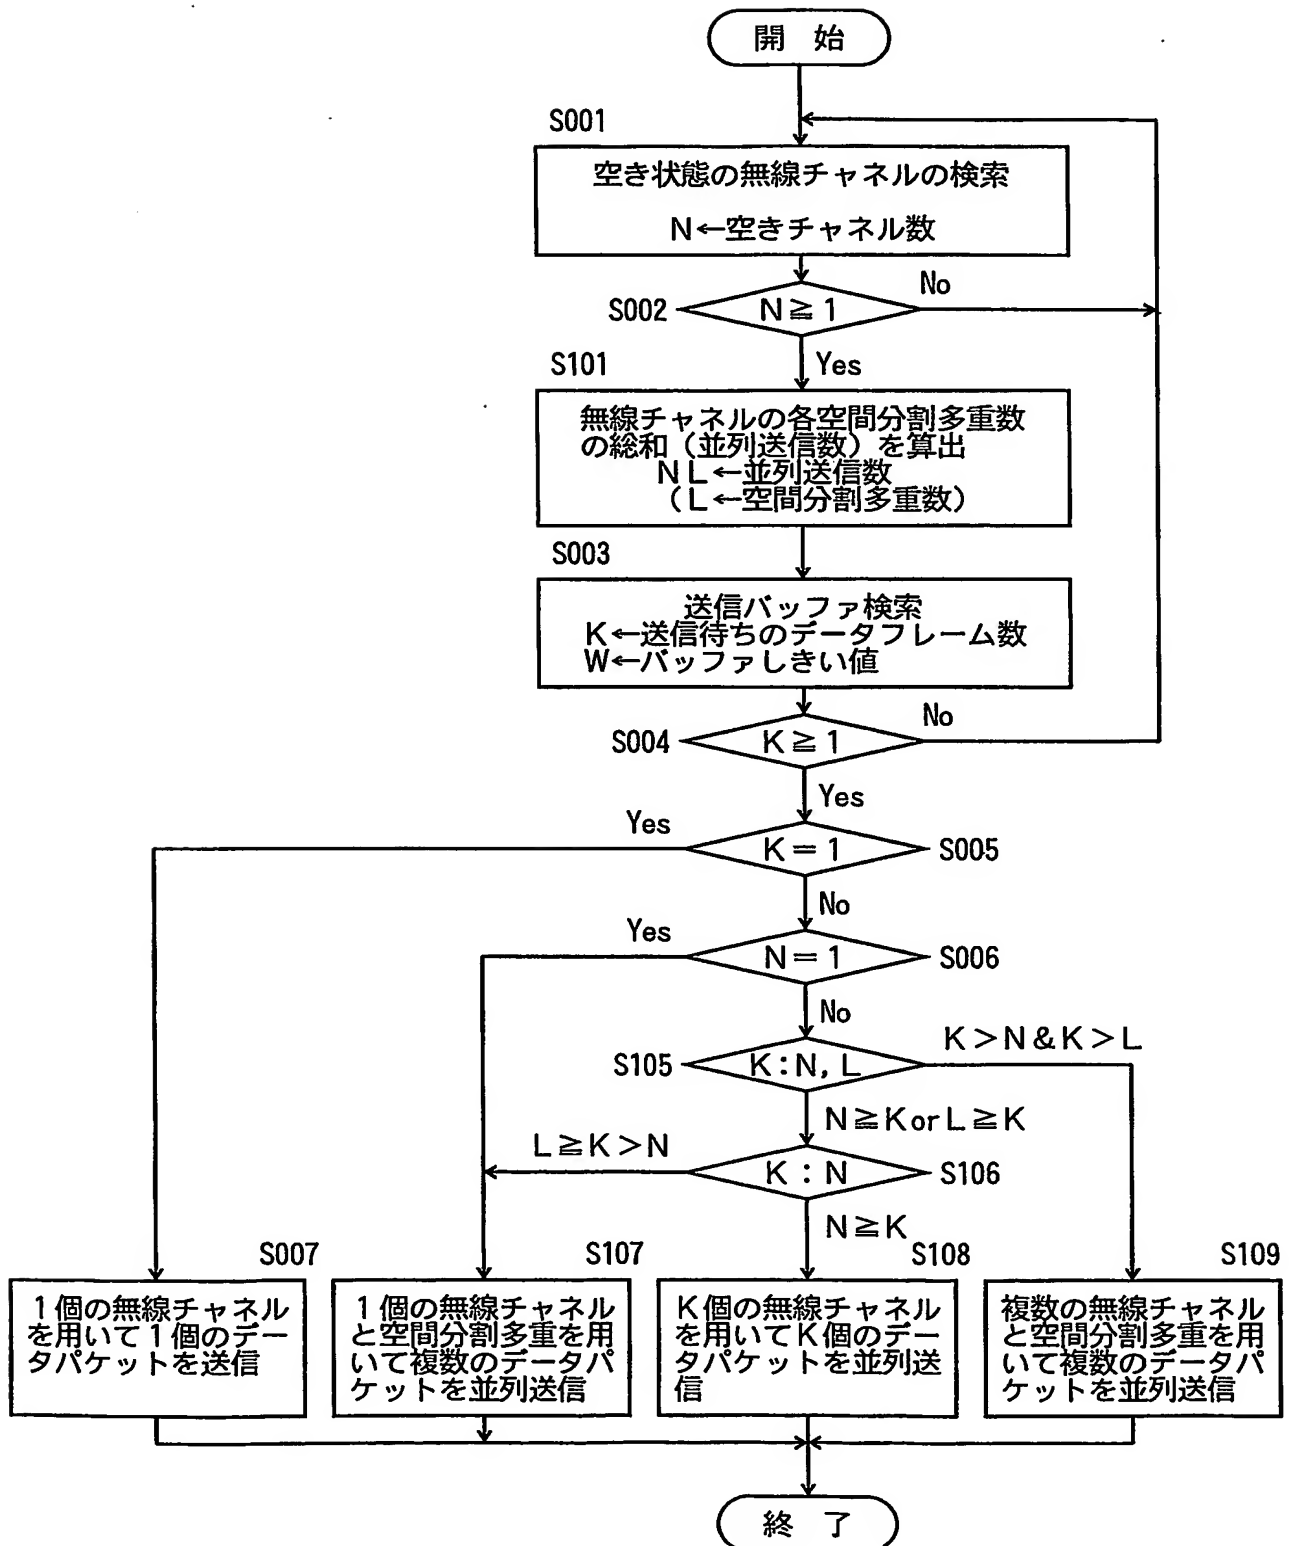 開 始
S001
空き状態の無線チャネルの検索
N←空きチャネル数
No
S002
N≧1
Yes
S101
無線チャネルの各空間分割多重数
の総和（並列送信数）を算出
NL←並列送信数
（L←空間分割多重数）
S003
送信バッファ検索
K←送信待ちのデータフレーム数
W←バッファしきい値
No
S004
K≧1
Yes
Yes
K＝1
S005
No
Yes
N＝1
S006
No
K＞N&K＞L
S105
K:N,L
N≧KorL≧K
L≧K＞N
K:N
S106
N≧K
S007
1個の無線チャネル
を用いて1個のデー
タパケットを送信
S107
1個の無線チャネル
と空間分割多重を用
いて複数のデータパ
ケットを並列送信
S108
K個の無線チャネル
を用いてK個のデー
タパケットを並列送
信
S109
複数の無線チャネル
と空間分割多重を用
いて複数のデータパ
ケットを並列送信
終 了